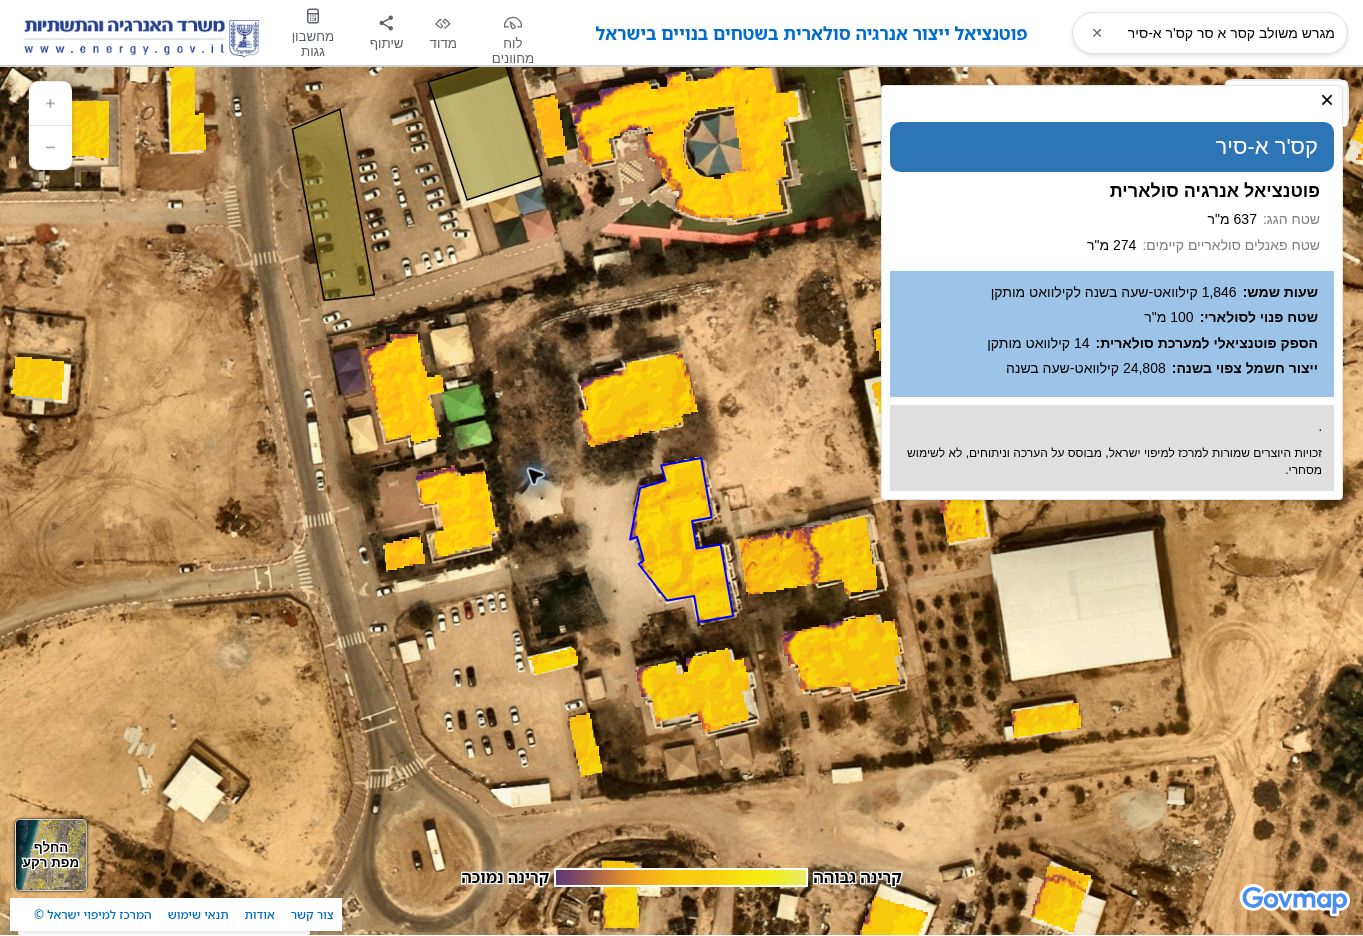 מגרש משולב קסר א סר קס'ר א-סיר ✕
פוטנציאל ייצור אנרגיה סולארית בשטחים בנויים בישראל
לוח מחוונים
מדוד
שיתוף
מחשבון גגות
משרד האנרגיה והתשתיות
www.energy.gov.il
+
−
✕
קס'ר א-סיר
פוטנציאל אנרגיה סולארית
שטח הגג: 637 מ"ר
שטח פאנלים סולאריים קיימים: 274 מ"ר
שעות שמש: 1,846 קילוואט-שעה בשנה לקילוואט מותקן
שטח פנוי לסולארי: 100 מ"ר
הספק פוטנציאלי למערכת סולארית: 14 קילוואט מותקן
ייצור חשמל צפוי בשנה: 24,808 קילוואט-שעה בשנה
.
זכויות היוצרים שמורות למרכז למיפוי ישראל, מבוסס על הערכה וניתוחים, לא לשימוש
מסחרי.
החלף
מפת רקע
קרינה גבוהה
קרינה נמוכה
Govmap
צור קשר אודות תנאי שימוש המרכז למיפוי ישראל ©